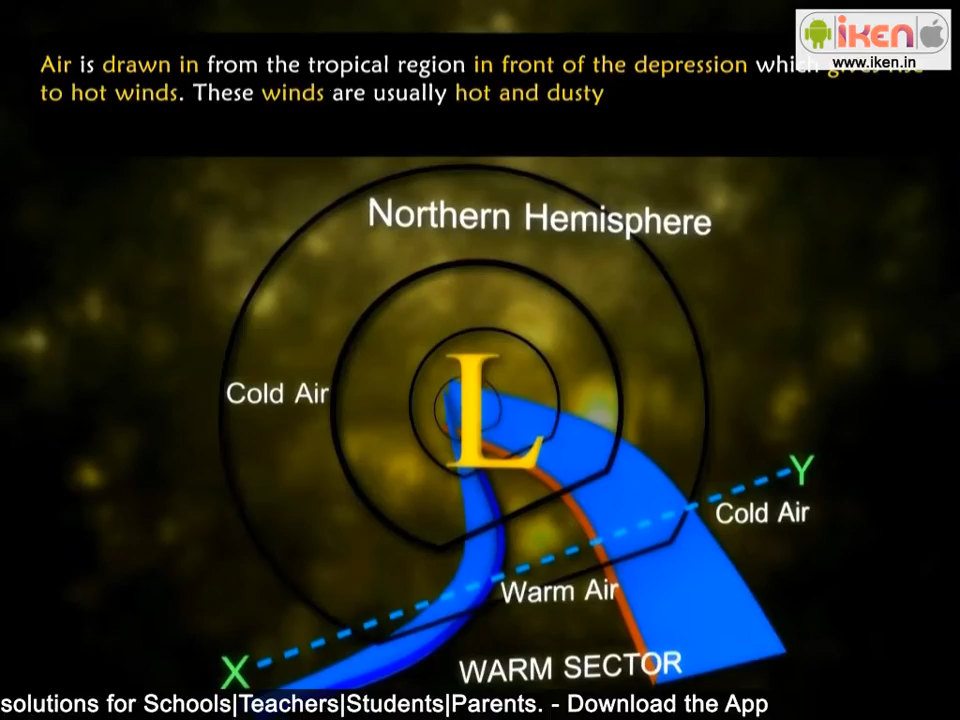 iKEN
www.iken.in
Air is drawn in from the tropical region in front of the depression which gives rise
to hot winds. These winds are usually hot and dusty
Northern Hemisphere
L
Cold Air
Y
Cold Air
Warm Air
X
WARM SECTOR
solutions for Schools|Teachers|Students|Parents. - Download the App